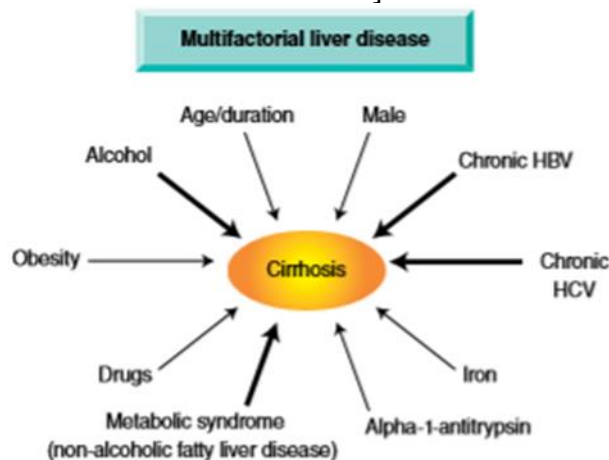 Multifactorial liver disease
Age/duration
Male
Alcohol
Chronic HBV
Obesity
Cirrhosis
Chronic
HCV
Drugs
Iron
Metabolic syndrome
(non-alcoholic fatty liver disease)
Alpha-1-antitrypsin